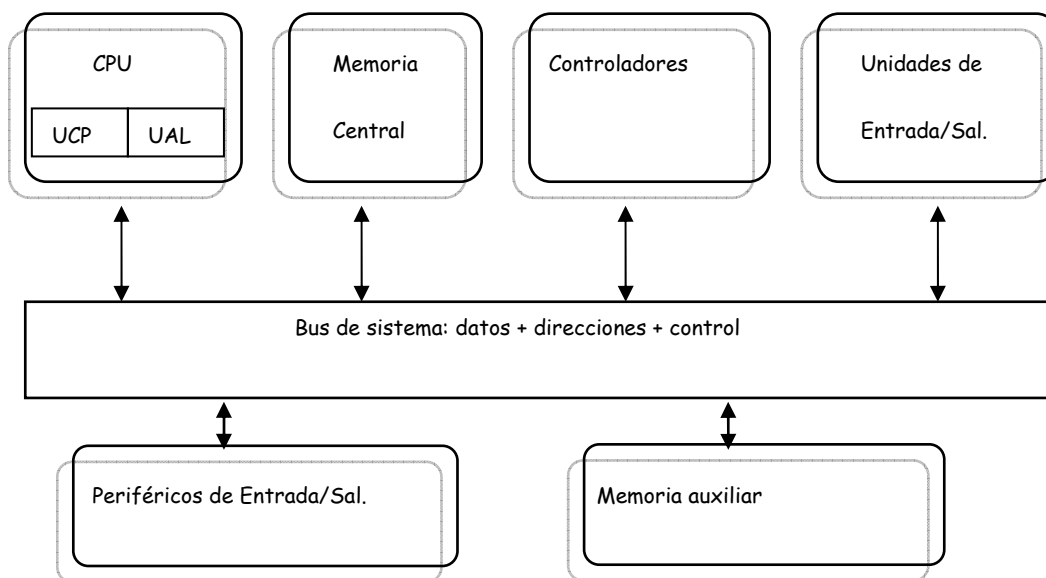 CPU
UCP
UAL
Memoria
Central
Controladores
Unidades de
Entrada/Sal.
Bus de sistema: datos + direcciones + control
Periféricos de Entrada/Sal.
Memoria auxiliar